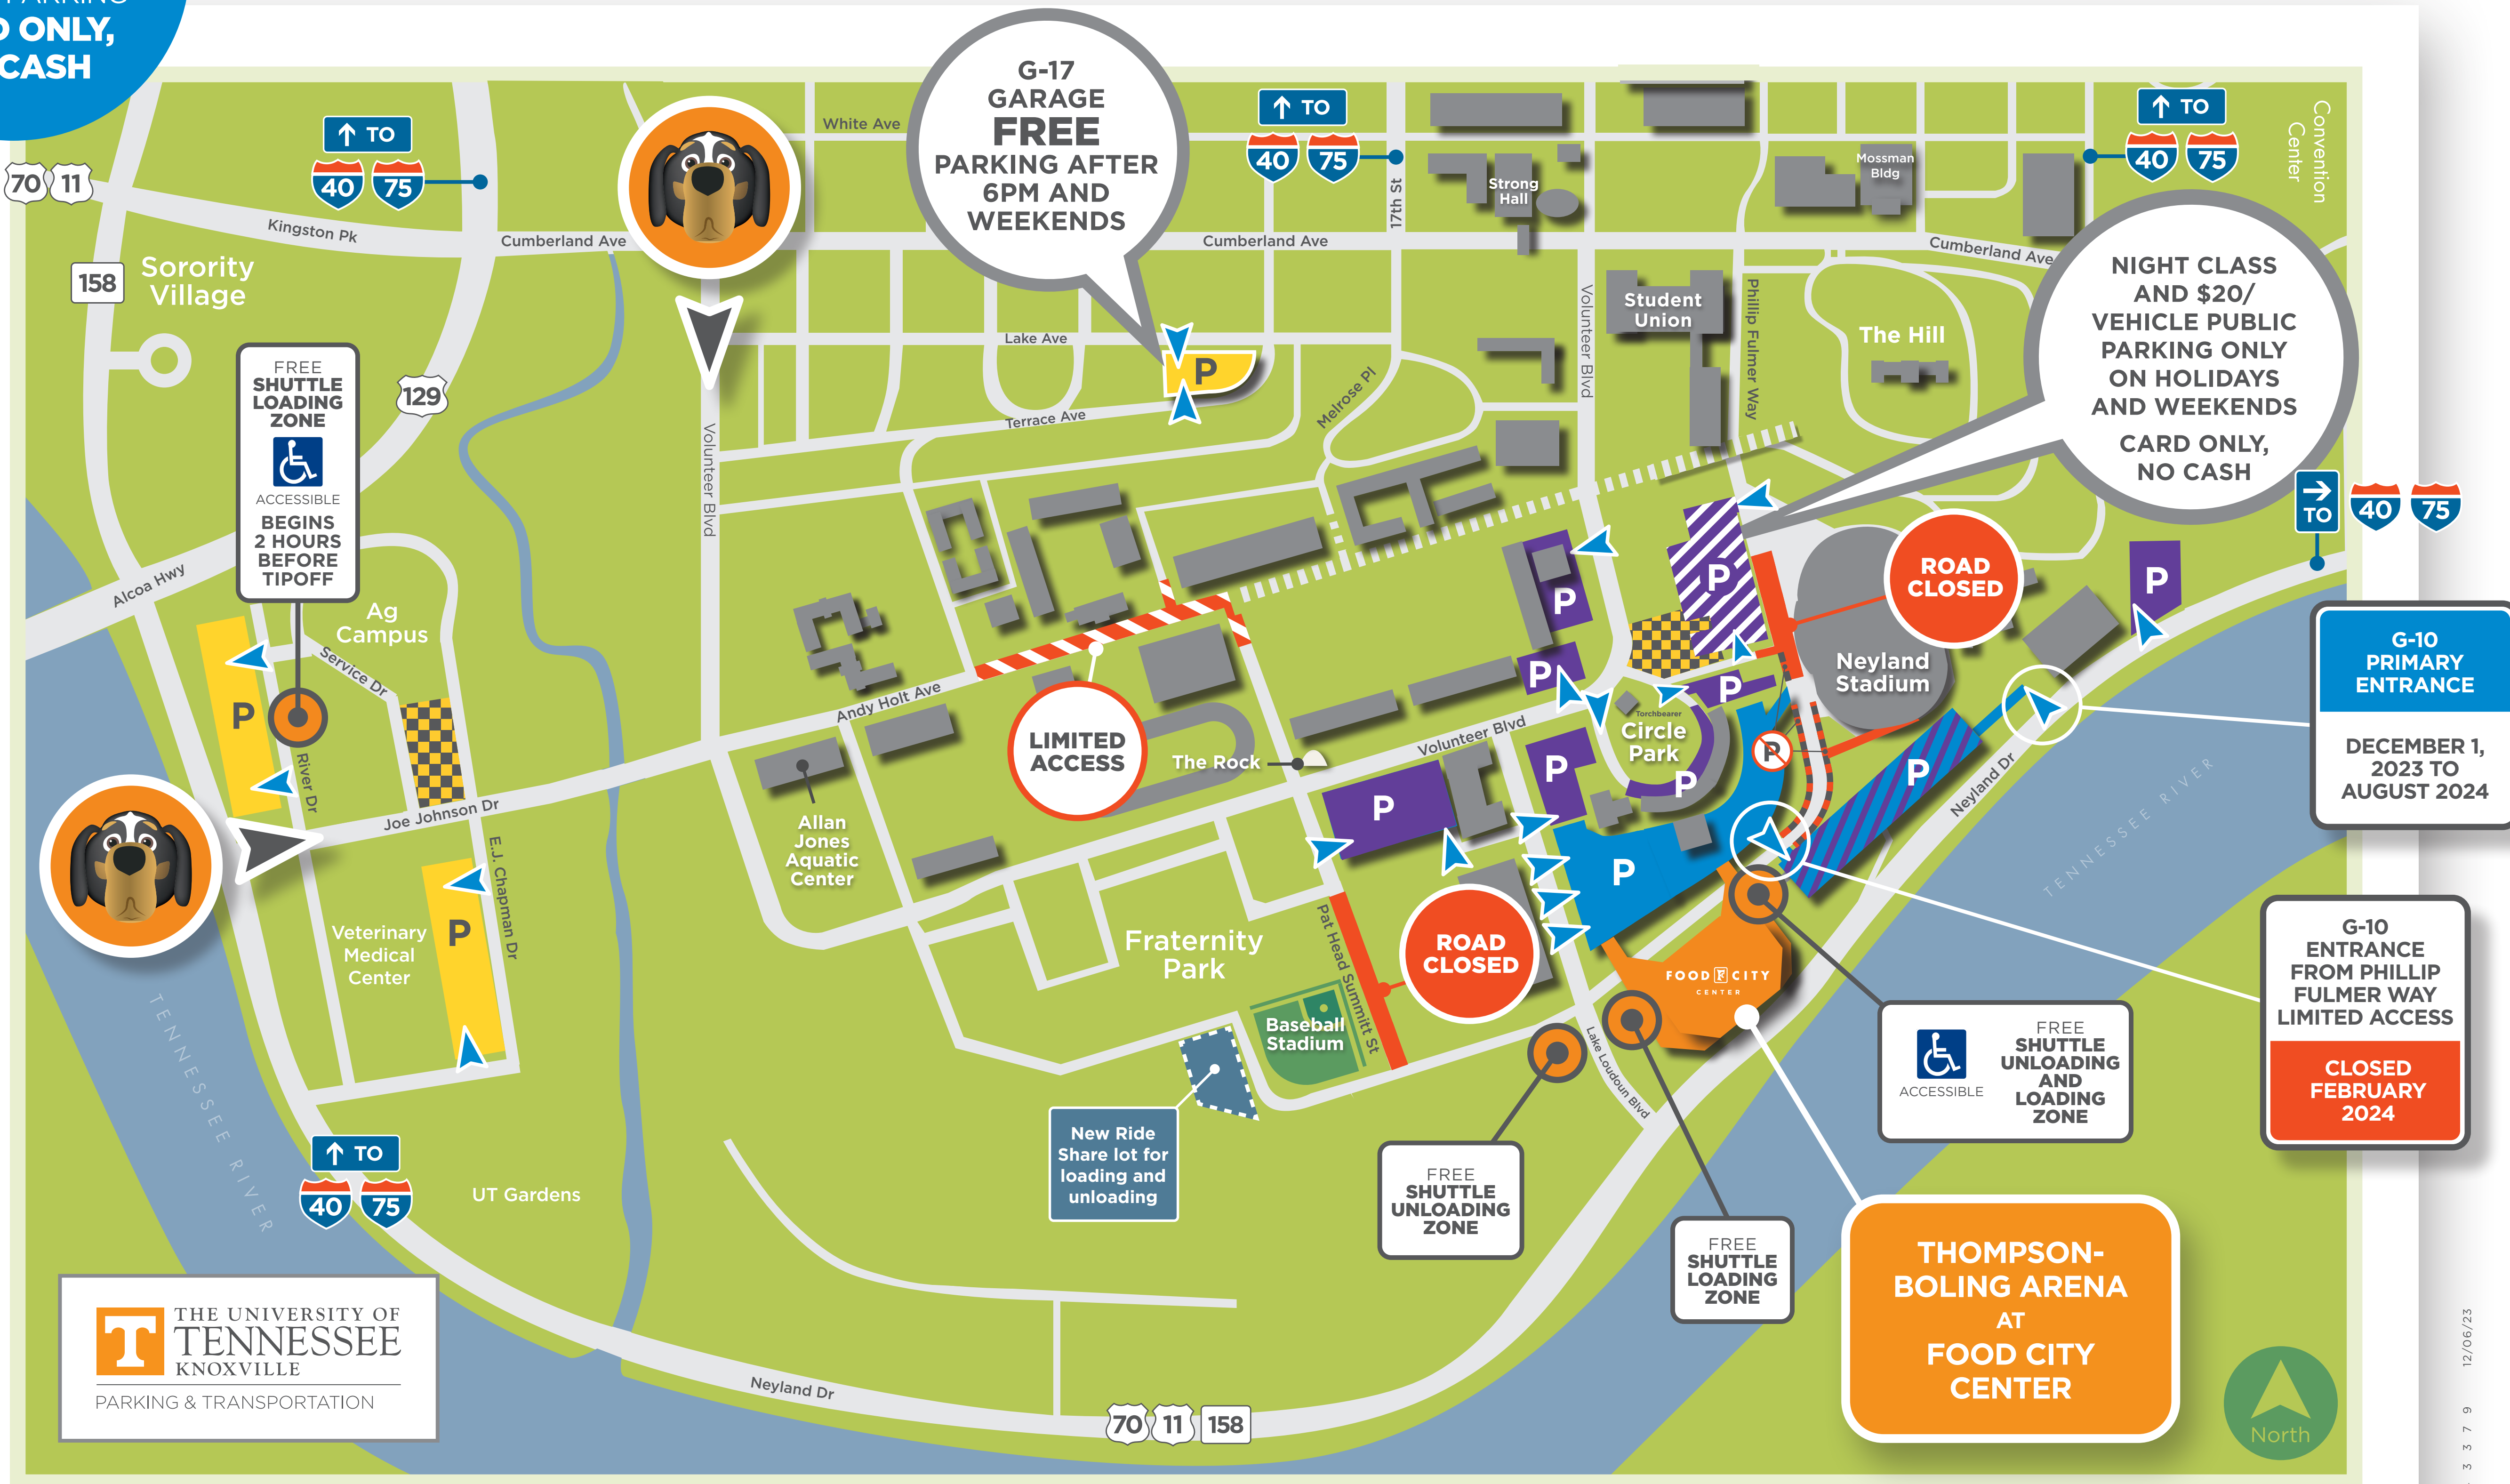 PARKING
ONLY,
CASH
G-17
GARAGE
FREE
PARKING AFTER
6PM AND
WEEKENDS
↑ TO
40 75
↑ TO
40 75
↑ TO
40 75
Convention
Center
White Ave
17th St
Strong
Hall
Mossman
Bldg
70 11
Kingston Pk
Cumberland Ave
Cumberland Ave
Cumberland Ave
158
Sorority
Village
NIGHT CLASS
AND $20/
VEHICLE PUBLIC
PARKING ONLY
ON HOLIDAYS
AND WEEKENDS
CARD ONLY,
NO CASH
Student
Union
Volunteer Blvd
Phillip Fulmer Way
The Hill
Lake Ave
P
Terrace Ave
Melrose Pl
FREE
SHUTTLE
LOADING
ZONE
ACCESSIBLE
BEGINS
2 HOURS
BEFORE
TIPOFF
129
Volunteer Blvd
→
TO
40 75
Alcoa Hwy
Ag
Campus
Service Dr
P
River Dr
Joe Johnson Dr
E.J. Chapman Dr
P
Veterinary
Medical
Center
P
P
P
P
P
ROAD
CLOSED
Neyland
Stadium
P
Torchbearer
Circle
Park
P
P
P
P
P
P
Andy Holt Ave
LIMITED
ACCESS
The Rock
Volunteer Blvd
Allan
Jones
Aquatic
Center
Neyland Dr
TENNESSEE RIVER
G-10
PRIMARY
ENTRANCE
DECEMBER 1,
2023 TO
AUGUST 2024
G-10
ENTRANCE
FROM PHILLIP
FULMER WAY
LIMITED ACCESS
CLOSED
FEBRUARY
2024
Fraternity
Park
Pat Head Summitt St
ROAD
CLOSED
FOOD CITY
CENTER
Baseball
Stadium
Lake Loudoun Blvd
ACCESSIBLE
FREE
SHUTTLE
UNLOADING
AND
LOADING
ZONE
New Ride
Share lot for
loading and
unloading
FREE
SHUTTLE
UNLOADING
ZONE
FREE
SHUTTLE
LOADING
ZONE
THOMPSON-
BOLING ARENA
AT
FOOD CITY
CENTER
TENNESSEE RIVER
↑ TO
40 75
UT Gardens
Neyland Dr
70 11 158
T
THE UNIVERSITY OF
TENNESSEE
KNOXVILLE
PARKING & TRANSPORTATION
North
3 3 7 9 12/06/23